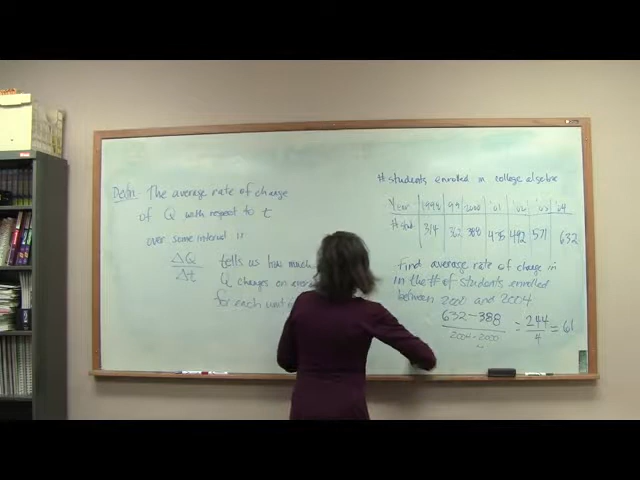 Defn: The average rate of change
of Q with respect to t
over some interval is
ΔQ
Δt
tells us how much
Q changes on
for each unit
# students enrolled in college algebra
Year 1998 99 2000 '01 '02 '03 '04
# stud 314 362 388 475 492 571 632
Find average rate of change in
in the # of students enrolled
between 2000 and 2004.
632-388
2004-2000
= 244
4
= 61